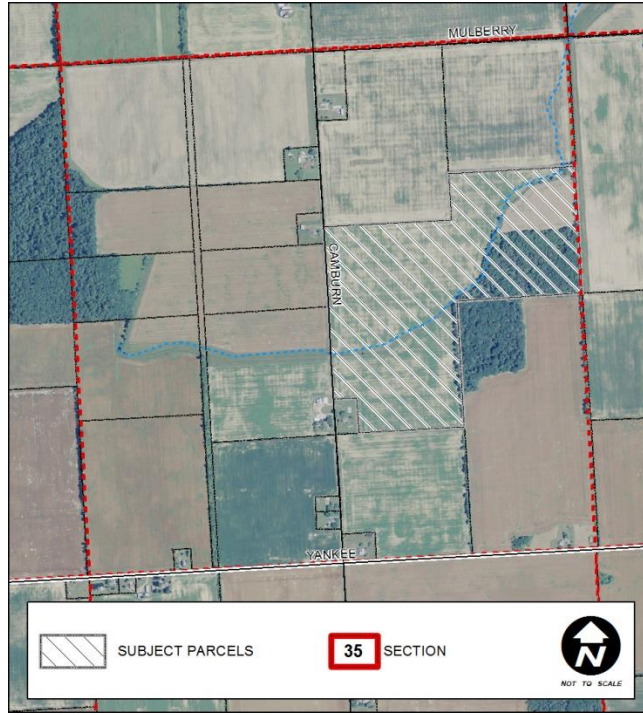 MULBERRY
CAMBURN
YANKEE
SUBJECT PARCELS
35 SECTION
N
NOT TO SCALE